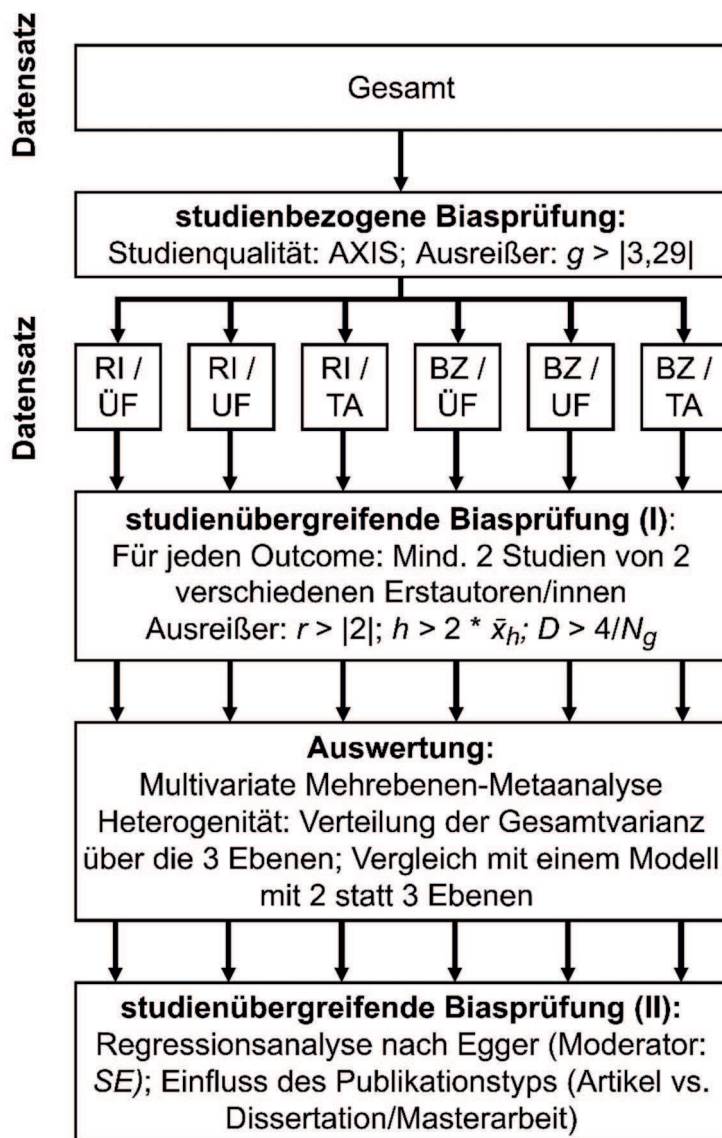 Datensatz
Gesamt
studienbezogene Biasprüfung:
Studienqualität: AXIS; Ausreißer: g > |3,29|
Datensatz
RI /
ÜF
RI /
UF
RI /
TA
BZ /
ÜF
BZ /
UF
BZ /
TA
studienübergreifende Biasprüfung (I):
Für jeden Outcome: Mind. 2 Studien von 2
verschiedenen Erstautoren/innen
Ausreißer: r > |2|; h > 2 * x̄h; D > 4/Ng
Auswertung:
Multivariate Mehrebenen-Metaanalyse
Heterogenität: Verteilung der Gesamtvarianz
über die 3 Ebenen; Vergleich mit einem Modell
mit 2 statt 3 Ebenen
studienübergreifende Biasprüfung (II):
Regressionsanalyse nach Egger (Moderator:
SE); Einfluss des Publikationstyps (Artikel vs.
Dissertation/Masterarbeit)